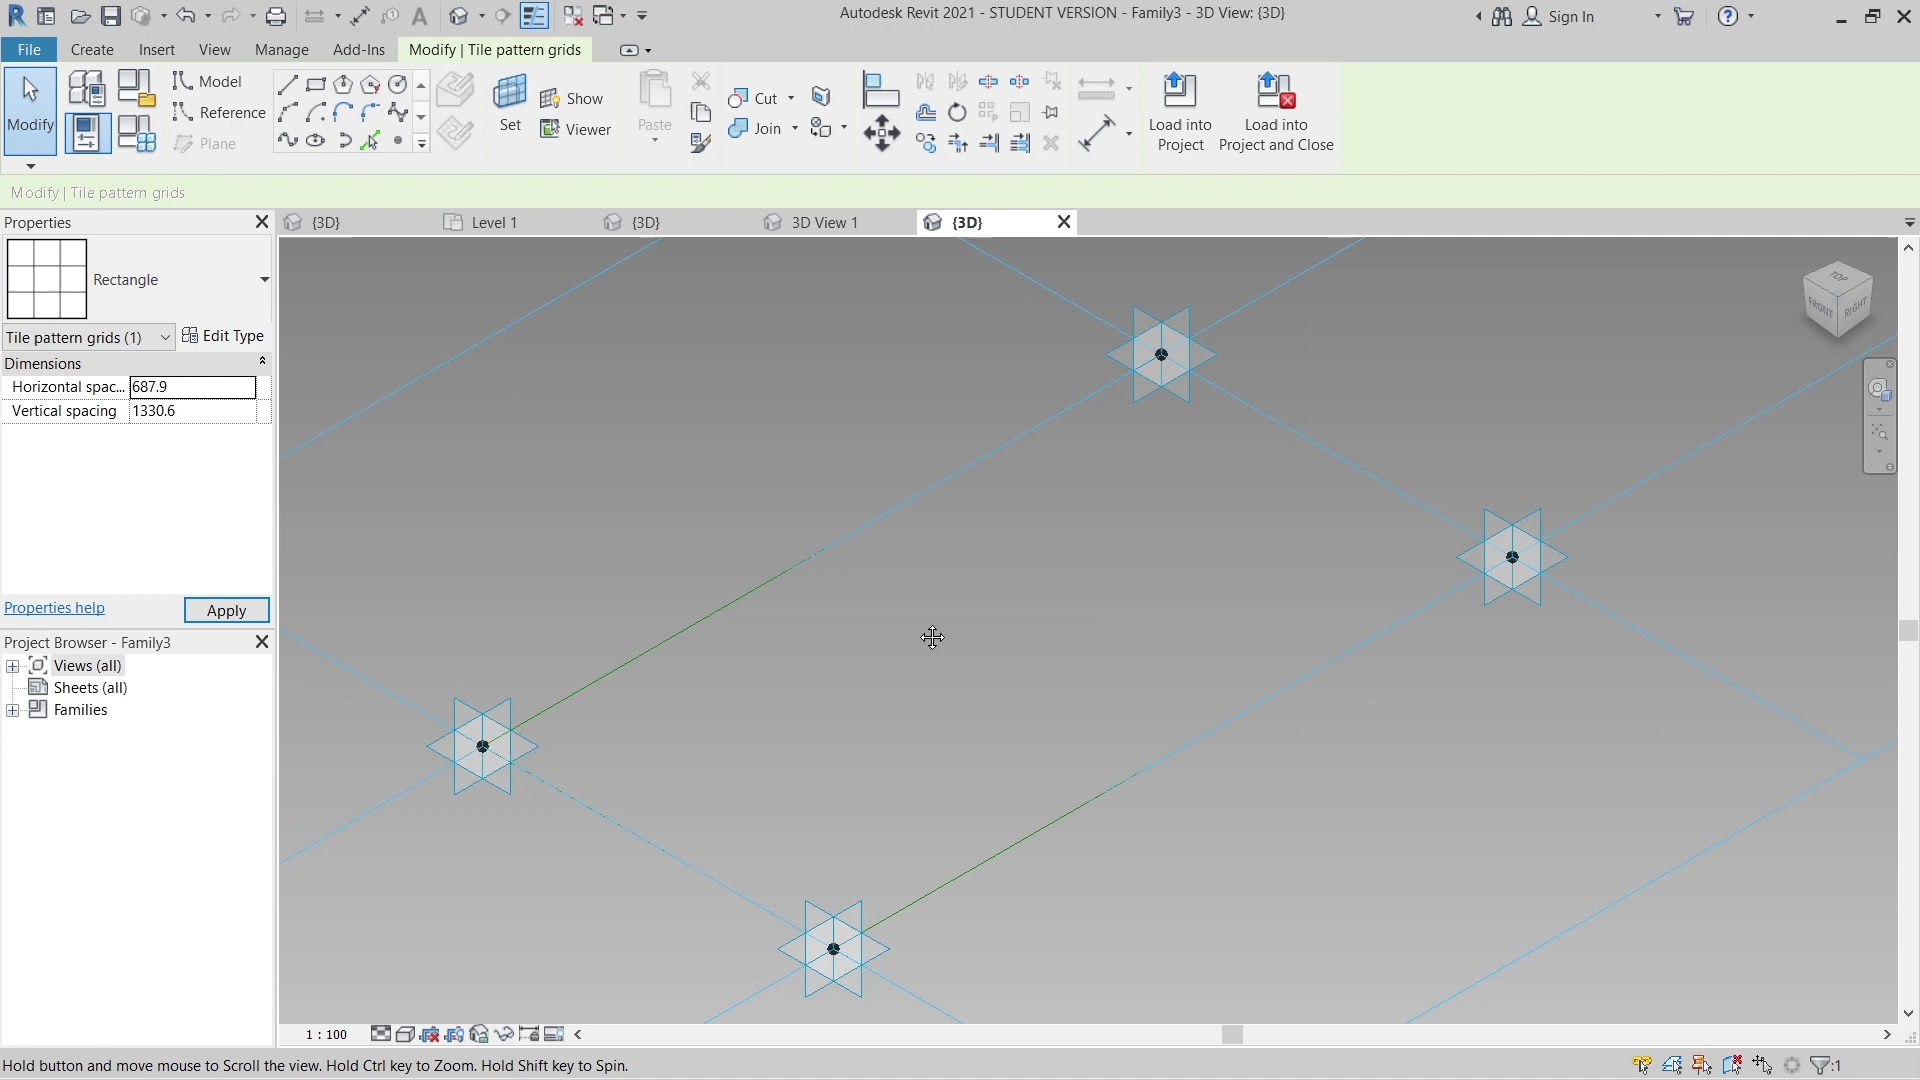 Autodesk Revit 2021 - STUDENT VERSION - Family3 - 3D View: {3D}
Sign In
File
Create
Insert
View
Manage
Add-Ins
Modify | Tile pattern grids
Modify
Model
Reference
Plane
Set
Show
Viewer
Paste
Cut
Join
Load into
Project
Load into
Project and Close
Modify | Tile pattern grids
Properties
{3D}
Level 1
{3D}
3D View 1
{3D}
Rectangle
Tile pattern grids (1)
Edit Type
Dimensions
Horizontal spac... 687.9
Vertical spacing 1330.6
Properties help
Apply
Project Browser - Family3
Views (all)
Sheets (all)
Families
TOP
FRONT
RIGHT
1 : 100
Hold button and move mouse to Scroll the view. Hold Ctrl key to Zoom. Hold Shift key to Spin.
:1